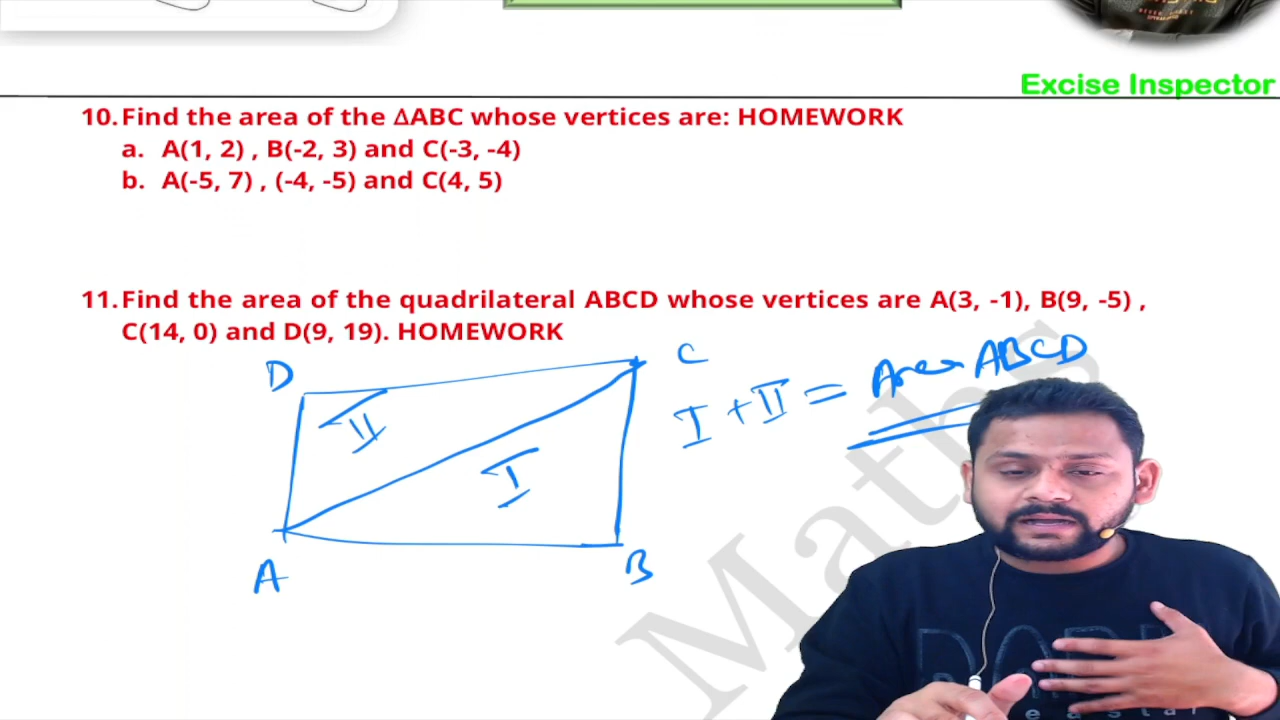 Excise Inspector
10. Find the area of the ΔABC whose vertices are: HOMEWORK
a. A(1, 2) , B(-2, 3) and C(-3, -4)
b. A(-5, 7) , (-4, -5) and C(4, 5)
11. Find the area of the quadrilateral ABCD whose vertices are A(3, -1), B(9, -5) ,
C(14, 0) and D(9, 19). HOMEWORK
D
C
II
I
I + II = Area ABCD
A
B
Maths